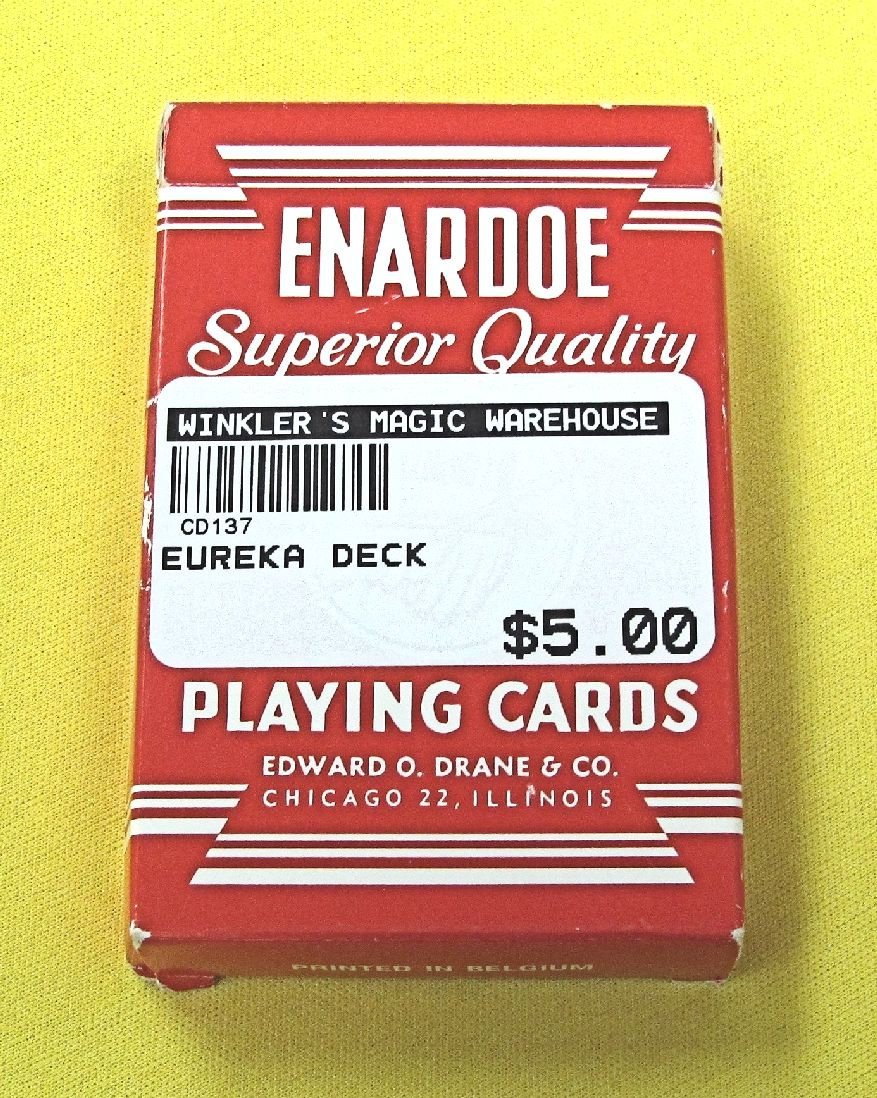 ENARDOE
Superior Quality
WINKLER'S MAGIC WAREHOUSE
CD137
EUREKA DECK
$5.00
PLAYING CARDS
EDWARD O. DRANE & CO.
CHICAGO 22, ILLINOIS
PRINTED IN BELGIUM